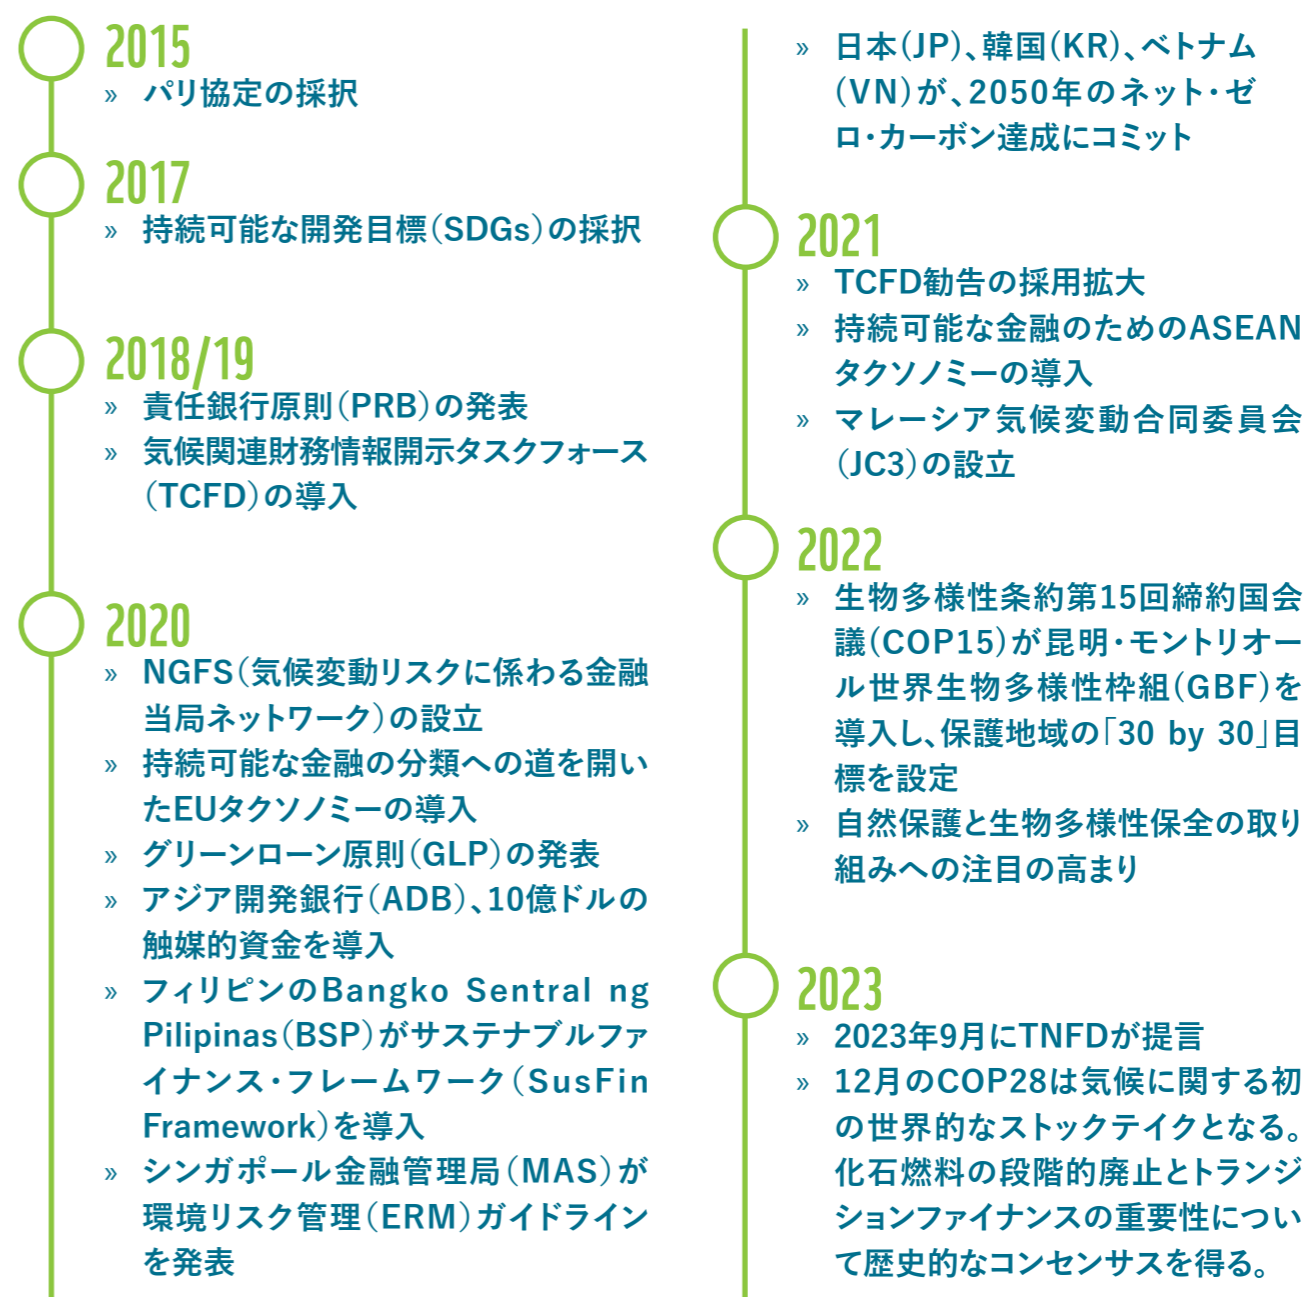 2015
» パリ協定の採択
2017
» 持続可能な開発目標(SDGs)の採択
2018/19
» 責任銀行原則(PRB)の発表
» 気候関連財務情報開示タスクフォース
(TCFD)の導入
2020
» NGFS(気候変動リスクに係わる金融
当局ネットワーク)の設立
» 持続可能な金融の分類への道を開い
たEUタクソノミーの導入
» グリーンローン原則(GLP)の発表
» アジア開発銀行(ADB)、10億ドルの
触媒的資金を導入
» フィリピンのBangko Sentral ng
Pilipinas(BSP)がサステナブルファ
イナンス・フレームワーク(SusFin
Framework)を導入
» シンガポール金融管理局(MAS)が
環境リスク管理(ERM)ガイドライン
を発表
» 日本(JP)、韓国(KR)、ベトナム
(VN)が、2050年のネット・ゼ
ロ・カーボン達成にコミット
2021
» TCFD勧告の採用拡大
» 持続可能な金融のためのASEAN
タクソノミーの導入
» マレーシア気候変動合同委員会
(JC3)の設立
2022
» 生物多様性条約第15回締約国会
議(COP15)が昆明・モントリオー
ル世界生物多様性枠組(GBF)を
導入し、保護地域の「30 by 30」目
標を設定
» 自然保護と生物多様性保全の取り
組みへの注目の高まり
2023
» 2023年9月にTNFDが提言
» 12月のCOP28は気候に関する初
の世界的なストックテイクとなる。
化石燃料の段階的廃止とトランジ
ションファイナンスの重要性につい
て歴史的なコンセンサスを得る。